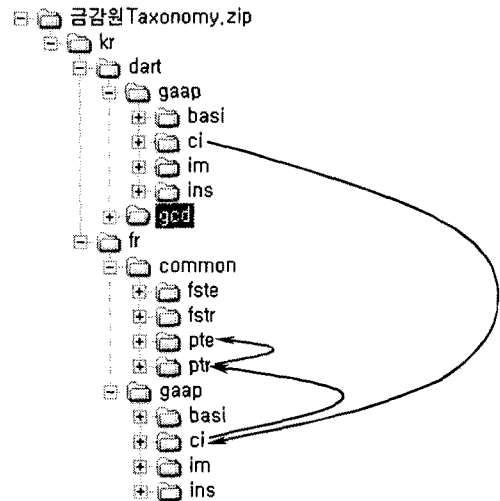 금감원Taxonomy.zip
kr
dart
gaap
basi
ci
im
ins
gcd
fr
common
fste
fstr
pte
ptr
gaap
basi
ci
im
ins